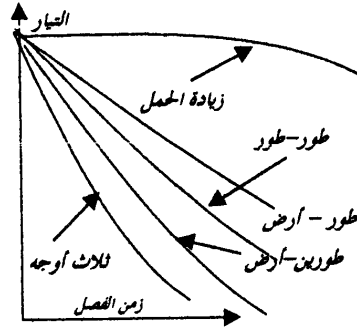 التيار
زيادة الحمل
طور-طور
طور - أرض
طورين-أرض
ثلاث أوجه
زمن الفصل